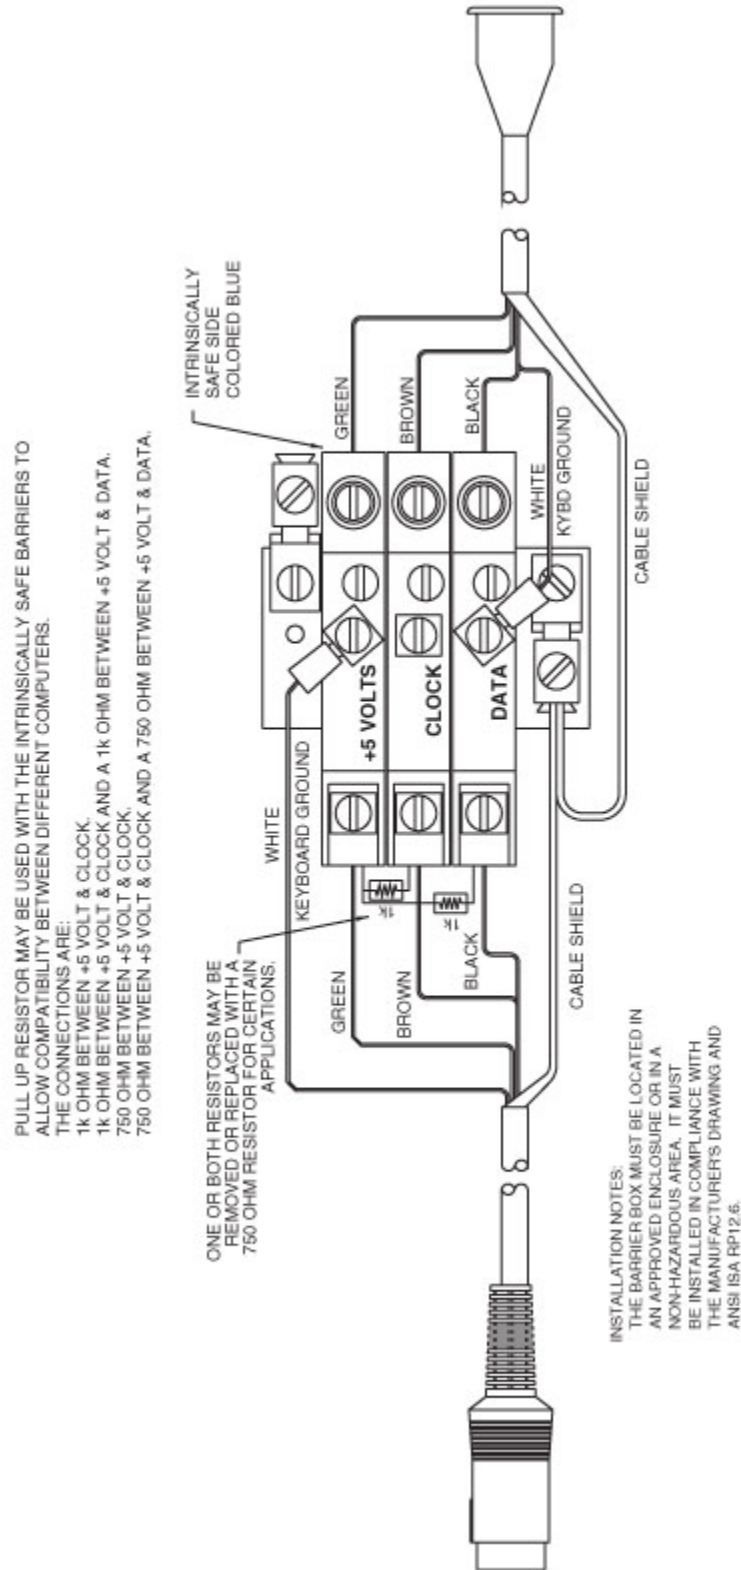 PULL UP RESISTOR MAY BE USED WITH THE INTRINSICALLY SAFE BARRIERS TO
ALLOW COMPATIBILITY BETWEEN DIFFERENT COMPUTERS.
THE CONNECTIONS ARE:
1k OHM BETWEEN +5 VOLT & CLOCK.
1k OHM BETWEEN +5 VOLT & CLOCK AND A 1k OHM BETWEEN +5 VOLT & DATA.
750 OHM BETWEEN +5 VOLT & CLOCK.
750 OHM BETWEEN +5 VOLT & CLOCK AND A 750 OHM BETWEEN +5 VOLT & DATA.
INTRINSICALLY
SAFE SIDE
COLORED BLUE
ONE OR BOTH RESISTORS MAY BE
REMOVED OR REPLACED WITH A
750 OHM RESISTOR FOR CERTAIN
APPLICATIONS.
WHITE
KEYBOARD GROUND
GREEN
BROWN
BLACK
1k
1k
+5 VOLTS
CLOCK
DATA
GREEN
BROWN
BLACK
WHITE
KYBD GROUND
CABLE SHIELD
CABLE SHIELD
INSTALLATION NOTES:
THE BARRIER BOX MUST BE LOCATED IN
AN APPROVED ENCLOSURE OR IN A
NON-HAZARDOUS AREA. IT MUST
BE INSTALLED IN COMPLIANCE WITH
THE MANUFACTURER'S DRAWING AND
ANSI ISA RP12.6.